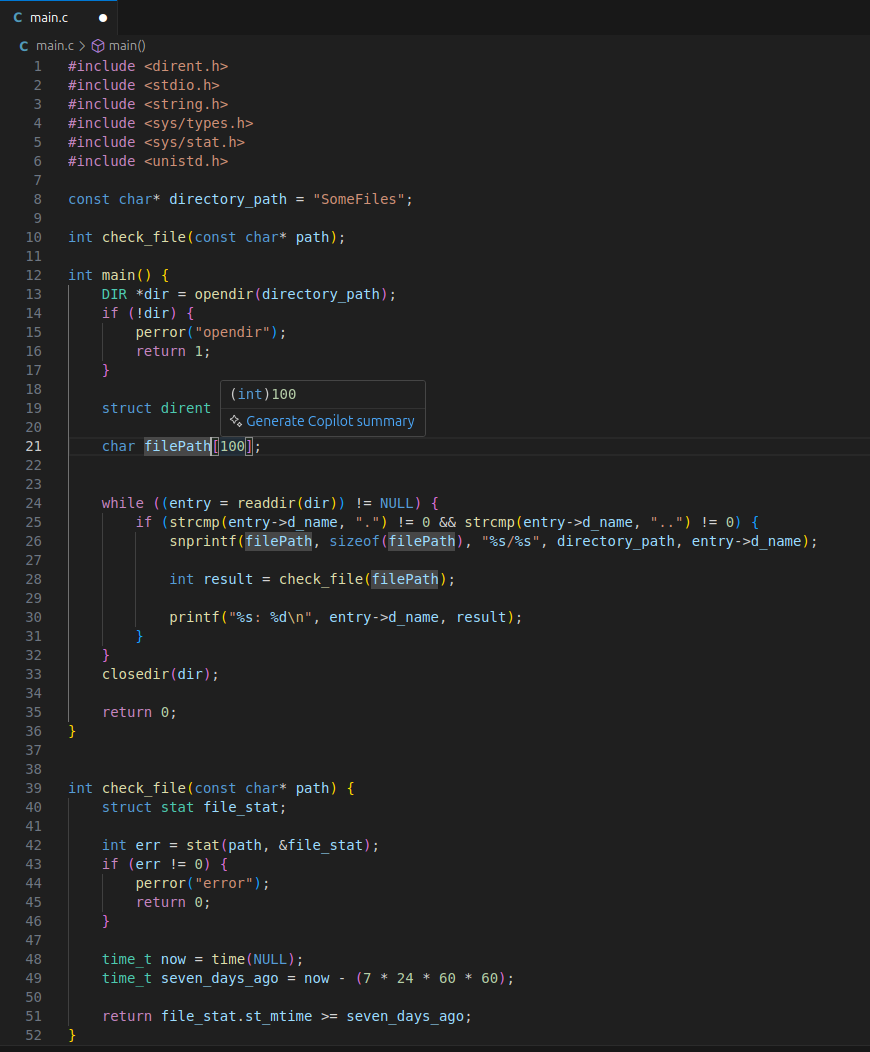 C main.c ●
C main.c > main()
1 #include <dirent.h>
2 #include <stdio.h>
3 #include <string.h>
4 #include <sys/types.h>
5 #include <sys/stat.h>
6 #include <unistd.h>
7
8 const char* directory_path = "SomeFiles";
9
10 int check_file(const char* path);
11
12 int main() {
13     DIR *dir = opendir(directory_path);
14     if (!dir) {
15         perror("opendir");
16         return 1;
17     }
18
(int)100
19     struct dirent
Generate Copilot summary
20
21     char filePath[100];
22
23
24     while ((entry = readdir(dir)) != NULL) {
25         if (strcmp(entry->d_name, ".") != 0 && strcmp(entry->d_name, "..") != 0) {
26             snprintf(filePath, sizeof(filePath), "%s/%s", directory_path, entry->d_name);
27
28             int result = check_file(filePath);
29
30             printf("%s: %d\n", entry->d_name, result);
31         }
32     }
33     closedir(dir);
34
35     return 0;
36 }
37
38
39 int check_file(const char* path) {
40     struct stat file_stat;
41
42     int err = stat(path, &file_stat);
43     if (err != 0) {
44         perror("error");
45         return 0;
46     }
47
48     time_t now = time(NULL);
49     time_t seven_days_ago = now - (7 * 24 * 60 * 60);
50
51     return file_stat.st_mtime >= seven_days_ago;
52 }